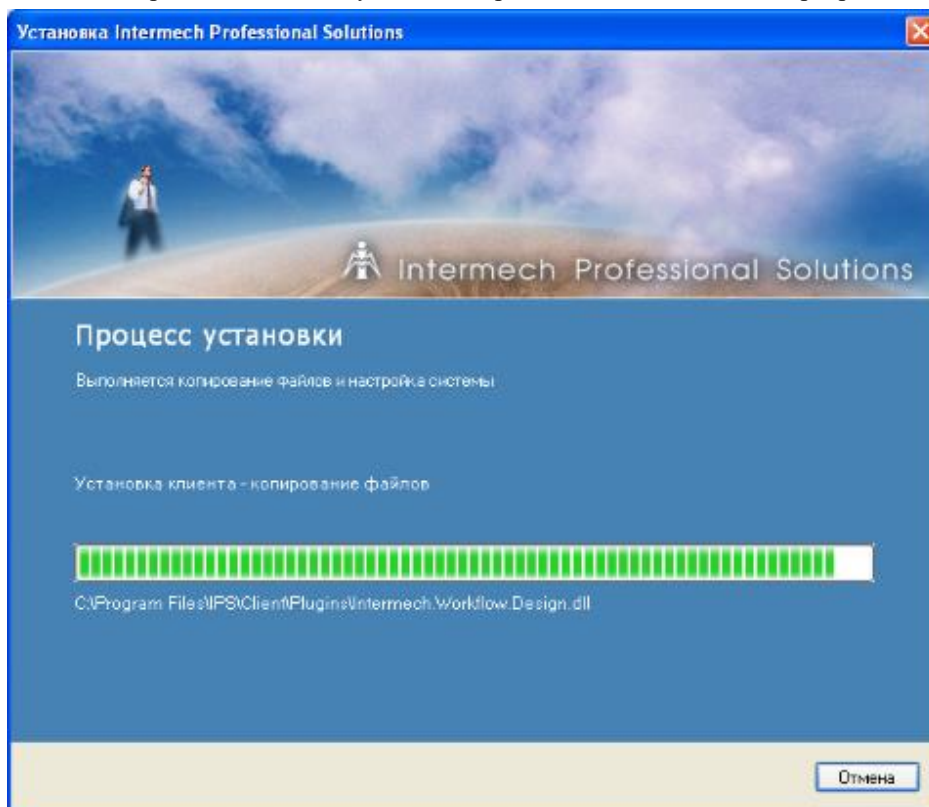 Установка Intermech Professional Solutions
Intermech Professional Solutions
Процесс установки
Выполняется копирование файлов и настройка системы
Установка клиента - копирование файлов
C:\Program Files\IPS\Client\Plugins\Intermech.Workflow.Design.dll
Отмена